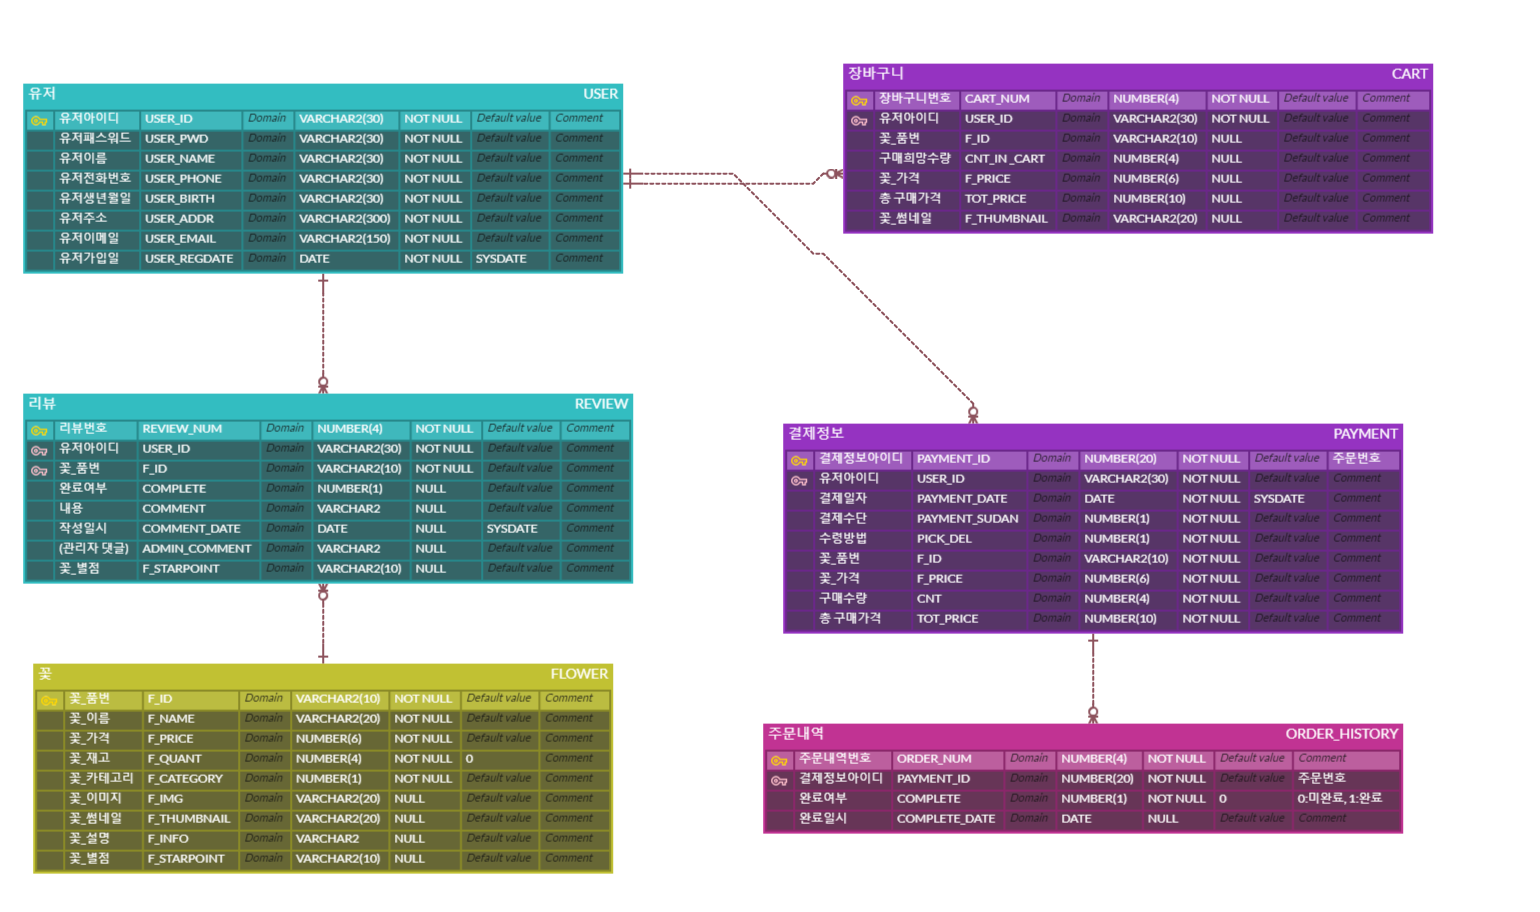 유저 USER
유저아이디 USER_ID Domain VARCHAR2(30) NOT NULL Default value Comment
유저패스워드 USER_PWD Domain VARCHAR2(30) NOT NULL Default value Comment
유저이름 USER_NAME Domain VARCHAR2(30) NOT NULL Default value Comment
유저전화번호 USER_PHONE Domain VARCHAR2(30) NOT NULL Default value Comment
유저생년월일 USER_BIRTH Domain VARCHAR2(30) NOT NULL Default value Comment
유저주소 USER_ADDR Domain VARCHAR2(300) NOT NULL Default value Comment
유저이메일 USER_EMAIL Domain VARCHAR2(150) NOT NULL Default value Comment
유저가입일 USER_REGDATE Domain DATE NOT NULL SYSDATE Comment
장바구니 CART
장바구니번호 CART_NUM Domain NUMBER(4) NOT NULL Default value Comment
유저아이디 USER_ID Domain VARCHAR2(30) NOT NULL Default value Comment
꽃_품번 F_ID Domain VARCHAR2(10) NULL Default value Comment
구매희망수량 CNT_IN_CART Domain NUMBER(4) NULL Default value Comment
꽃_가격 F_PRICE Domain NUMBER(6) NULL Default value Comment
총구매가격 TOT_PRICE Domain NUMBER(10) NULL Default value Comment
꽃_썸네일 F_THUMBNAIL Domain VARCHAR2(20) NULL Default value Comment
리뷰 REVIEW
리뷰번호 REVIEW_NUM Domain NUMBER(4) NOT NULL Default value Comment
유저아이디 USER_ID Domain VARCHAR2(30) NOT NULL Default value Comment
꽃_품번 F_ID Domain VARCHAR2(10) NOT NULL Default value Comment
완료여부 COMPLETE Domain NUMBER(1) NULL Default value Comment
내용 COMMENT Domain VARCHAR2 NULL Default value Comment
작성일시 COMMENT_DATE Domain DATE NULL SYSDATE Comment
(관리자 댓글) ADMIN_COMMENT Domain VARCHAR2 NULL Default value Comment
꽃_별점 F_STARPOINT Domain VARCHAR2(10) NULL Default value Comment
결제정보 PAYMENT
결제정보아이디 PAYMENT_ID Domain NUMBER(20) NOT NULL Default value 주문번호
유저아이디 USER_ID Domain VARCHAR2(30) NOT NULL Default value Comment
결제일자 PAYMENT_DATE Domain DATE NOT NULL SYSDATE Comment
결제수단 PAYMENT_SUDAN Domain NUMBER(1) NOT NULL Default value Comment
수령방법 PICK_DEL Domain NUMBER(1) NOT NULL Default value Comment
꽃_품번 F_ID Domain VARCHAR2(10) NOT NULL Default value Comment
꽃_가격 F_PRICE Domain NUMBER(6) NOT NULL Default value Comment
구매수량 CNT Domain NUMBER(4) NOT NULL Default value Comment
총구매가격 TOT_PRICE Domain NUMBER(10) NOT NULL Default value Comment
꽃 FLOWER
꽃_품번 F_ID Domain VARCHAR2(10) NOT NULL Default value Comment
꽃_이름 F_NAME Domain VARCHAR2(20) NOT NULL Default value Comment
꽃_가격 F_PRICE Domain NUMBER(6) NOT NULL Default value Comment
꽃_재고 F_QUANT Domain NUMBER(4) NOT NULL 0 Comment
꽃_카테고리 F_CATEGORY Domain NUMBER(1) NOT NULL Default value Comment
꽃_이미지 F_IMG Domain VARCHAR2(20) NULL Default value Comment
꽃_썸네일 F_THUMBNAIL Domain VARCHAR2(20) NULL Default value Comment
꽃_설명 F_INFO Domain VARCHAR2 NULL Default value Comment
꽃_별점 F_STARPOINT Domain VARCHAR2(10) NULL Default value Comment
주문내역 ORDER_HISTORY
주문내역번호 ORDER_NUM Domain NUMBER(4) NOT NULL Default value Comment
결제정보아이디 PAYMENT_ID Domain NUMBER(20) NOT NULL Default value 주문번호
완료여부 COMPLETE Domain NUMBER(1) NOT NULL 0 0:미완료, 1:완료
완료일시 COMPLETE_DATE Domain DATE NULL Default value Comment